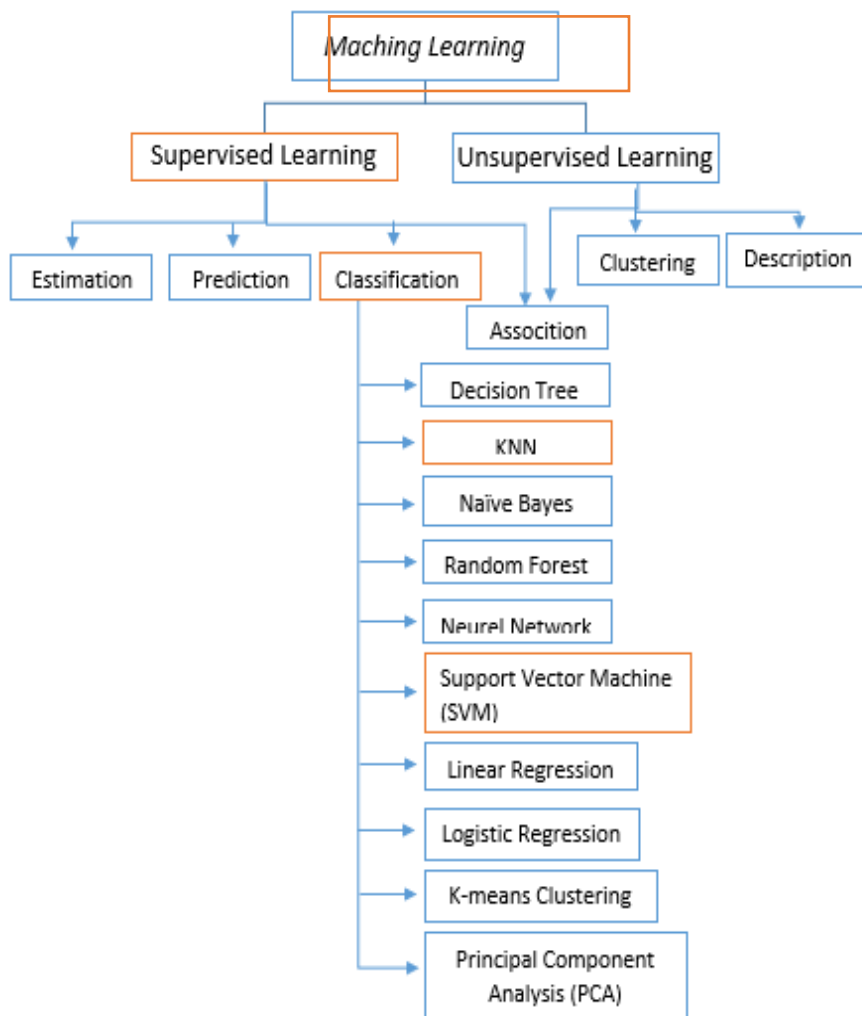 Maching Learning
Supervised Learning
Unsupervised Learning
Estimation
Prediction
Classification
Clustering
Description
Assocition
Decision Tree
KNN
Naïve Bayes
Random Forest
Neurel Network
Support Vector Machine
(SVM)
Linear Regression
Logistic Regression
K-means Clustering
Principal Component
Analysis (PCA)